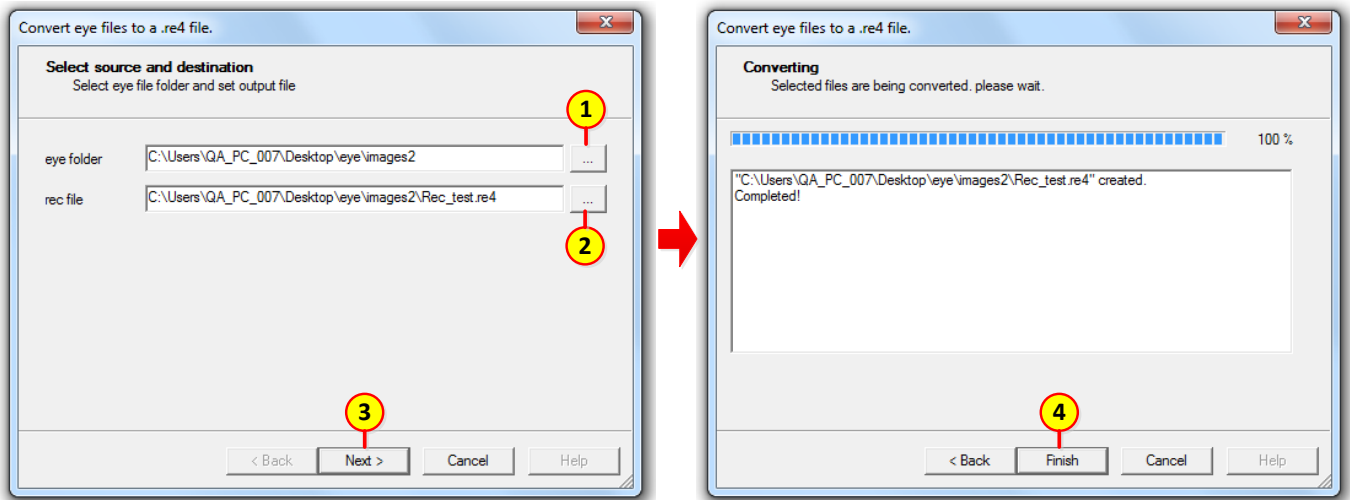 Convert eye files to a .re4 file.
Select source and destination
Select eye file folder and set output file
1
eye folder C:\Users\QA_PC_007\Desktop\eye\images2 ...
rec file C:\Users\QA_PC_007\Desktop\eye\images2\Rec_test.re4 ...
2
3
< Back Next > Cancel Help
Convert eye files to a .re4 file.
Converting
Selected files are being converted. please wait.
100 %
"C:\Users\QA_PC_007\Desktop\eye\images2\Rec_test.re4" created.
Completed!
4
< Back Finish Cancel Help